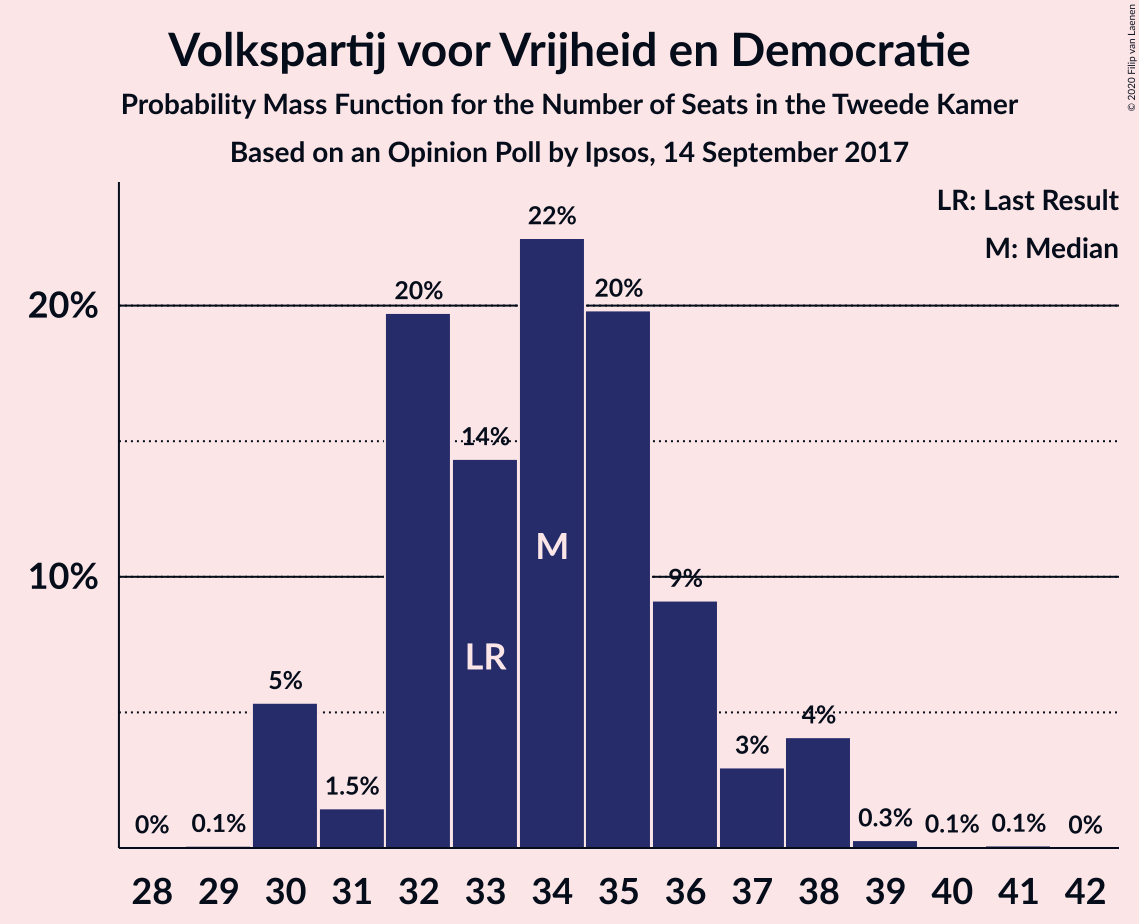 Volkspartij voor Vrijheid en Democratie
Probability Mass Function for the Number of Seats in the Tweede Kamer
Based on an Opinion Poll by Ipsos, 14 September 2017
© 2020 Filip van Laenen
LR: Last Result
M: Median
20%
10%
0%
0.1%
5%
1.5%
20%
14%
22%
20%
9%
3%
4%
0.3%
0.1%
0.1%
0%
M
LR
28 29 30 31 32 33 34 35 36 37 38 39 40 41 42